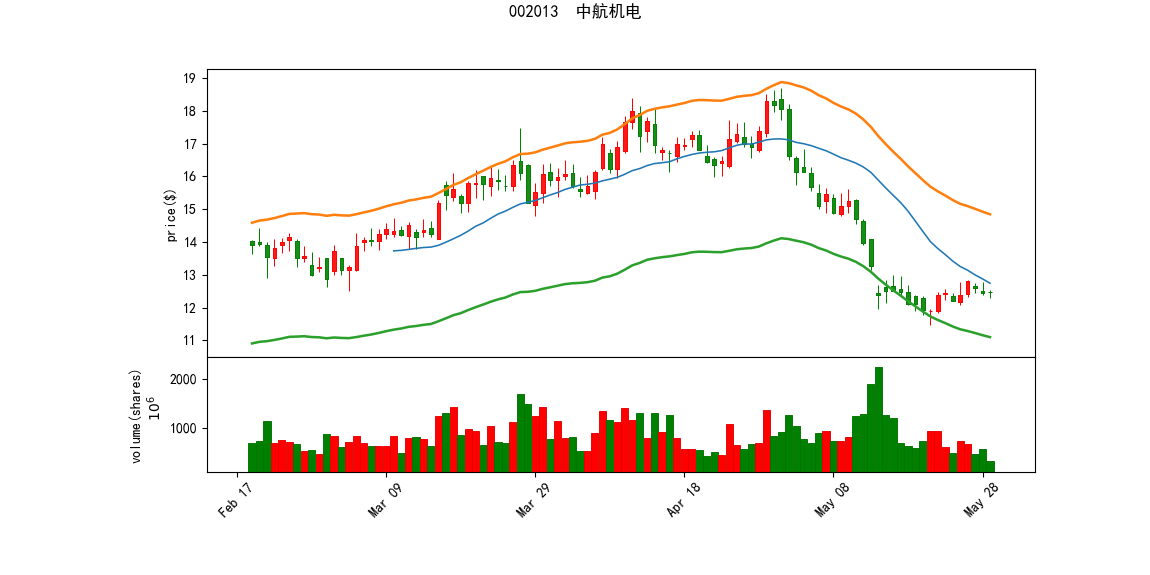 002013 中航机电
19
18
17
16
15
14
13
12
11
price($)
2000
1000
volume(shares)
10^6
Feb 17
Mar 09
Mar 29
Apr 18
May 08
May 28